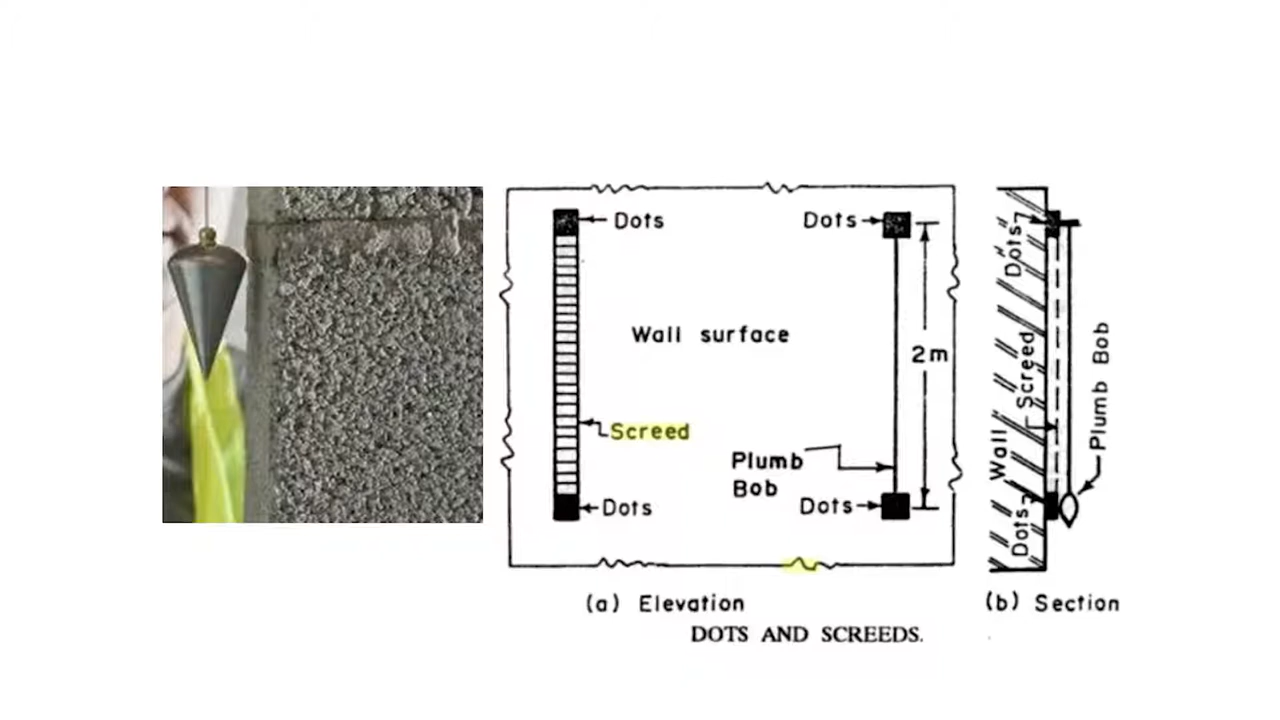 Dots
Dots
Wall surface
2m
Screed
Plumb
Bob
Dots
Dots
(a) Elevation
Dots
Screed
Wall
Dots
Plumb Bob
(b) Section
DOTS AND SCREEDS.